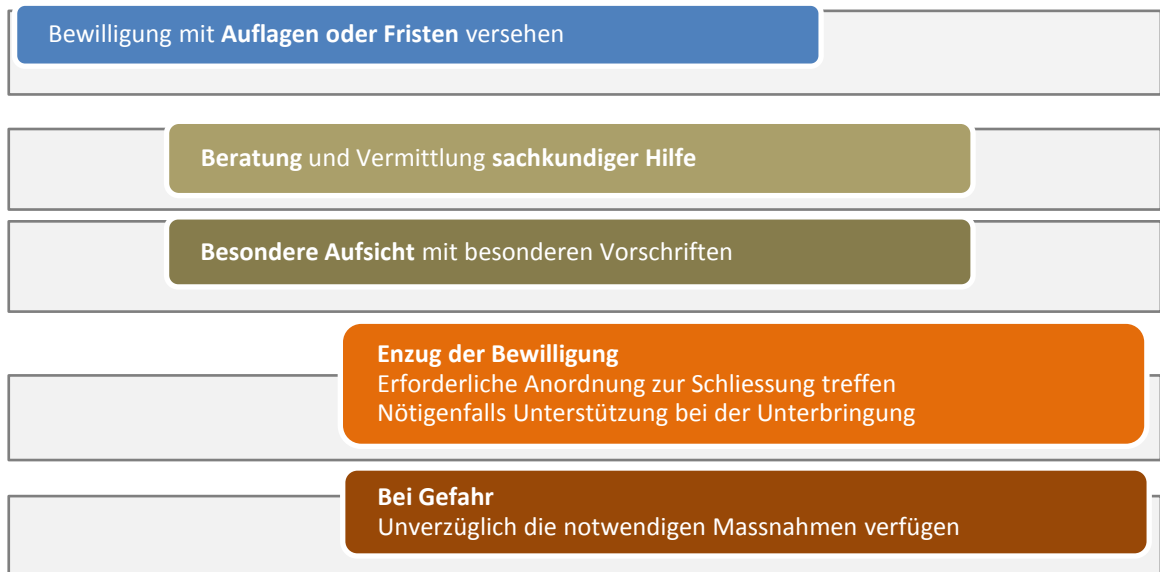 Bewilligung mit Auflagen oder Fristen versehen
Beratung und Vermittlung sachkundiger Hilfe
Besondere Aufsicht mit besonderen Vorschriften
Enzug der Bewilligung
Erforderliche Anordnung zur Schliessung treffen
Nötigenfalls Unterstützung bei der Unterbringung
Bei Gefahr
Unverzüglich die notwendigen Massnahmen verfügen